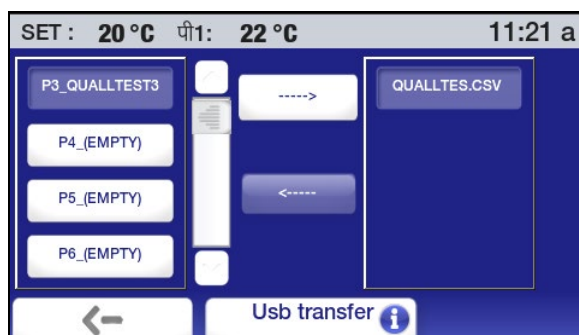 SET : 20 °C पी1: 22 °C 11:21 a
P3_QUALLTEST3
P4_(EMPTY)
P5_(EMPTY)
P6_(EMPTY)
----->
<-----
QUALLTES.CSV
Usb transfer